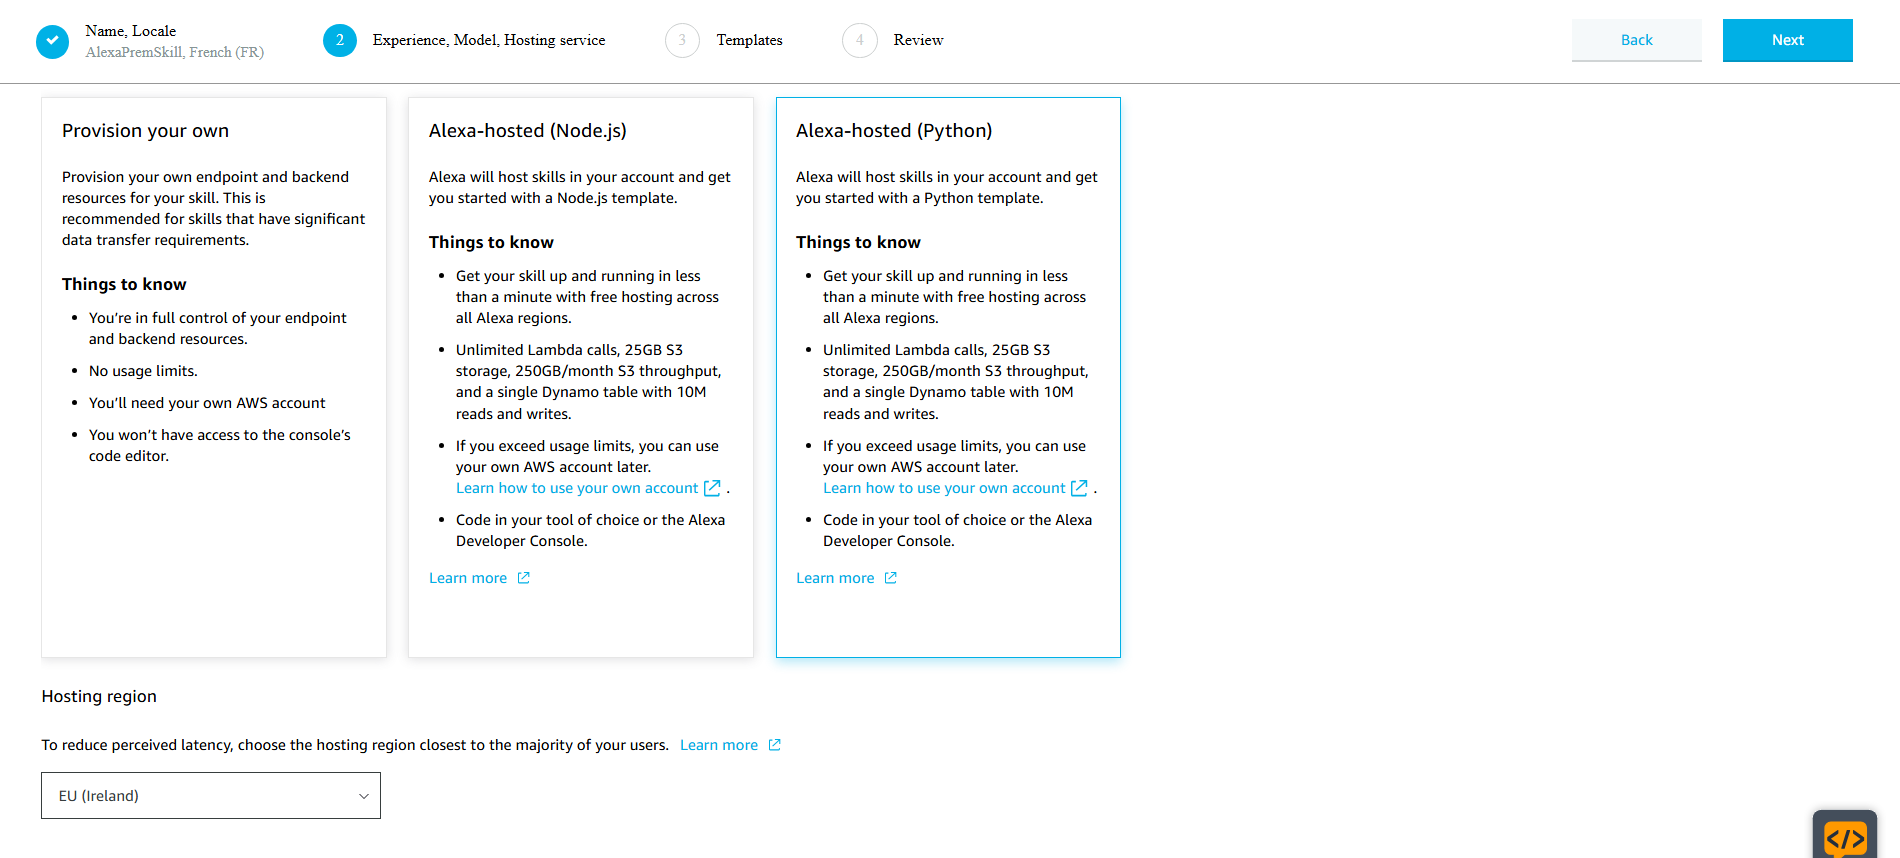 Name, Locale
AlexaPremSkill, French (FR)
2
Experience, Model, Hosting service
3
Templates
4
Review
Back
Next
Provision your own
Provision your own endpoint and backend
resources for your skill. This is
recommended for skills that have significant
data transfer requirements.
Things to know
• You’re in full control of your endpoint
and backend resources.
• No usage limits.
• You’ll need your own AWS account
• You won’t have access to the console’s
code editor.
Alexa-hosted (Node.js)
Alexa will host skills in your account and get
you started with a Node.js template.
Things to know
• Get your skill up and running in less
than a minute with free hosting across
all Alexa regions.
• Unlimited Lambda calls, 25GB S3
storage, 250GB/month S3 throughput,
and a single Dynamo table with 10M
reads and writes.
• If you exceed usage limits, you can use
your own AWS account later.
Learn how to use your own account .
• Code in your tool of choice or the Alexa
Developer Console.
Learn more
Alexa-hosted (Python)
Alexa will host skills in your account and get
you started with a Python template.
Things to know
• Get your skill up and running in less
than a minute with free hosting across
all Alexa regions.
• Unlimited Lambda calls, 25GB S3
storage, 250GB/month S3 throughput,
and a single Dynamo table with 10M
reads and writes.
• If you exceed usage limits, you can use
your own AWS account later.
Learn how to use your own account .
• Code in your tool of choice or the Alexa
Developer Console.
Learn more
Hosting region
To reduce perceived latency, choose the hosting region closest to the majority of your users. Learn more
EU (Ireland)
</>